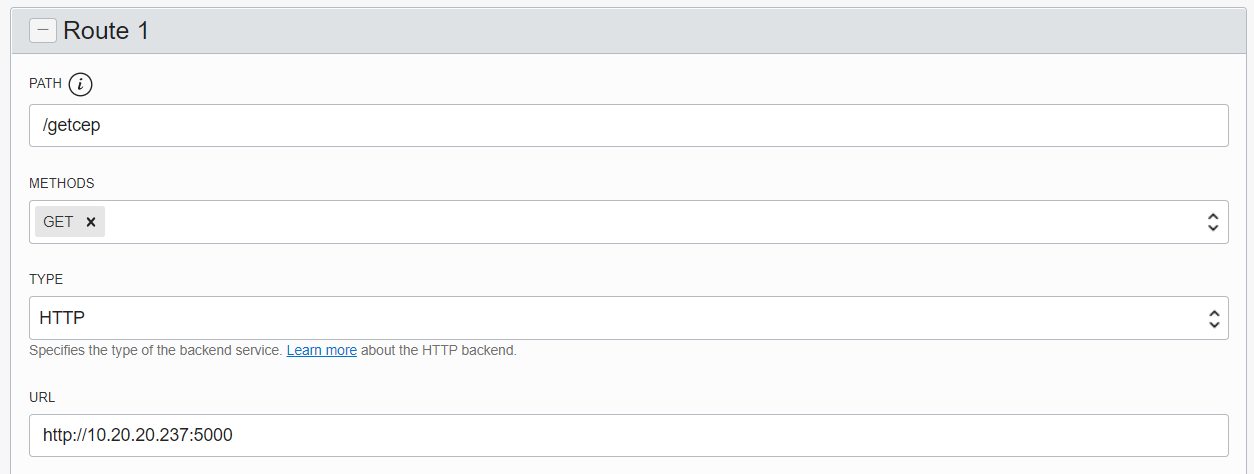 Route 1
PATH i
/getcep
METHODS
GET ×
TYPE
HTTP
Specifies the type of the backend service. Learn more about the HTTP backend.
URL
http://10.20.20.237:5000